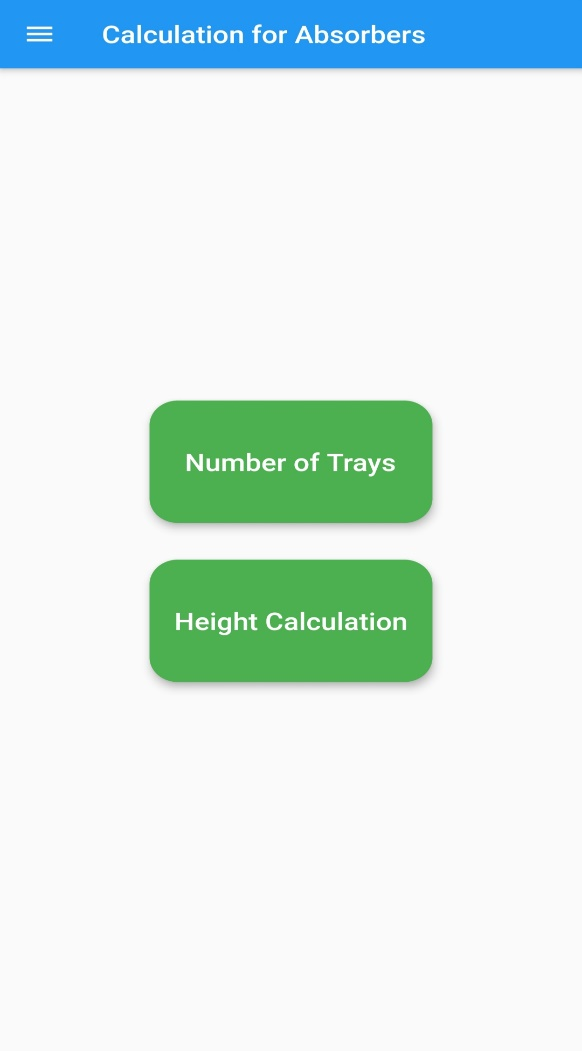 Calculation for Absorbers
Number of Trays
Height Calculation